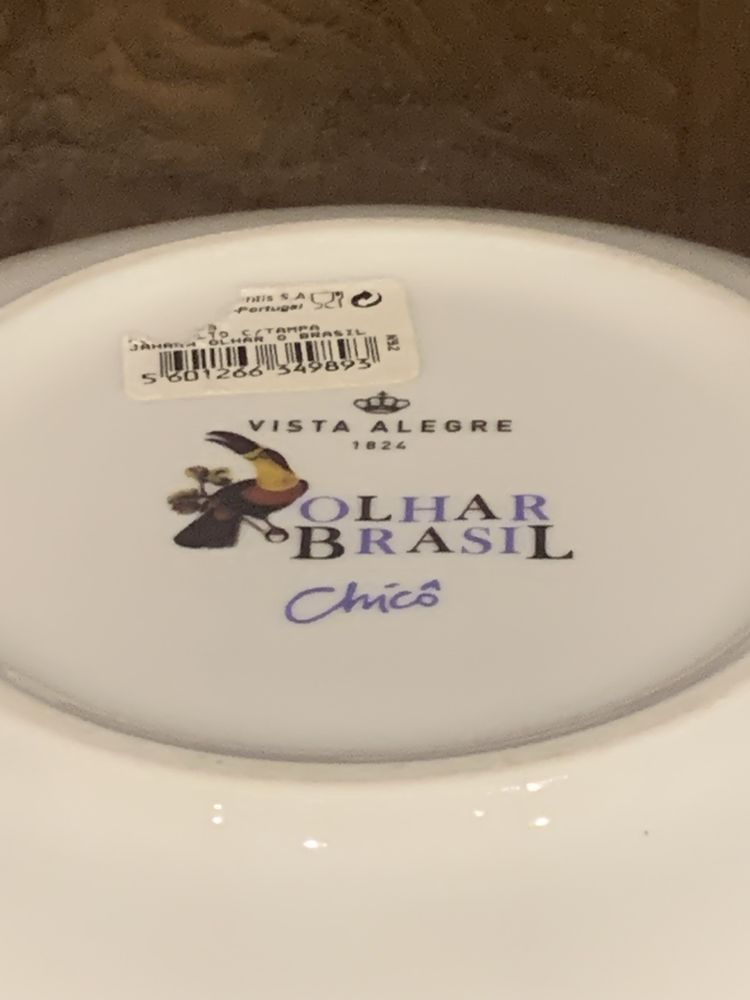 S.A
Portugal
C/TAMPA
OLHAR O BRASIL
5 601266 349893
VISTA ALEGRE
1824
OLHAR
BRASIL
Chicô